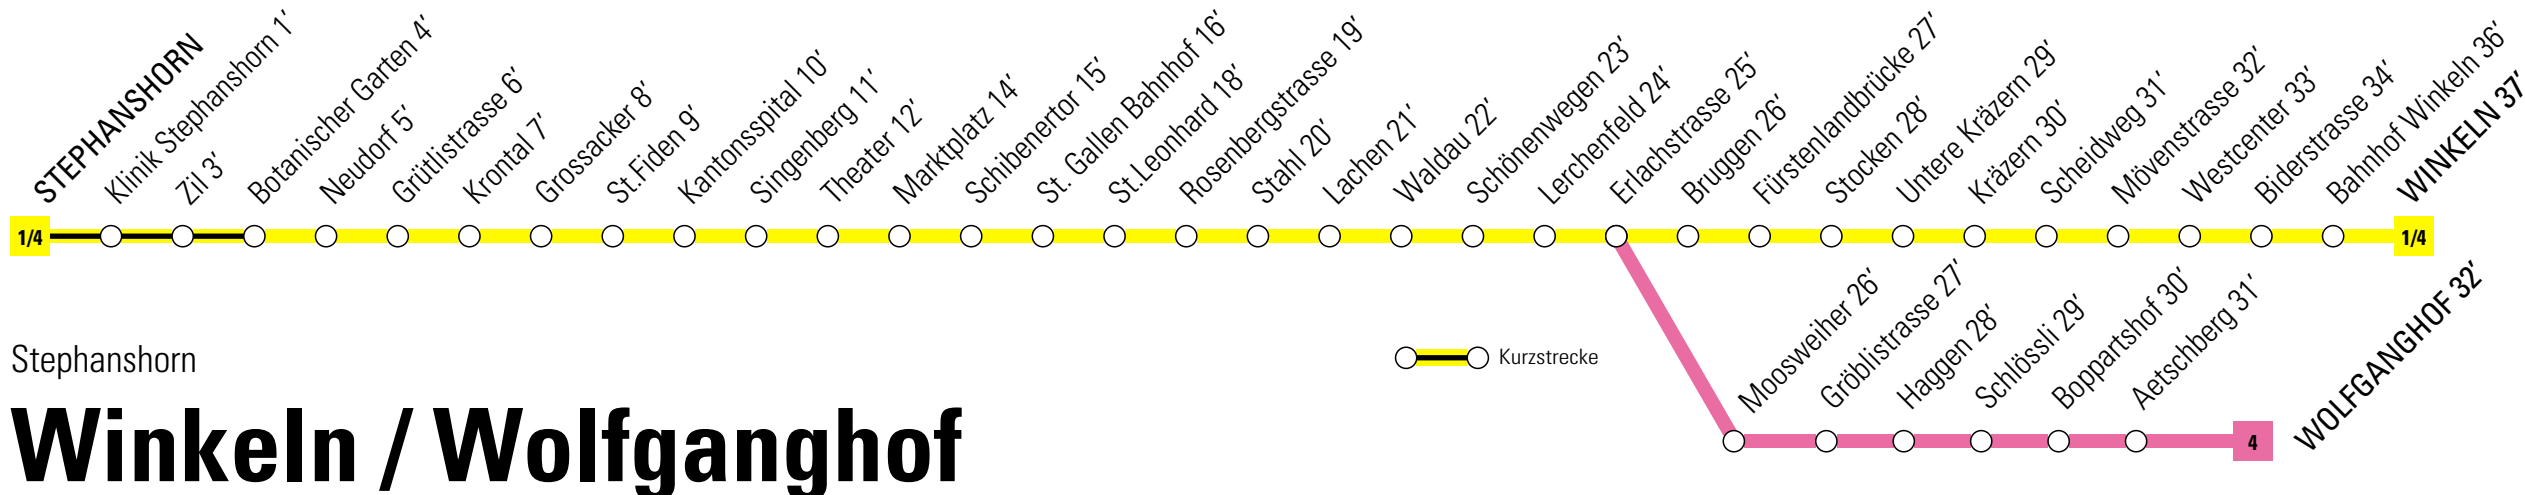 STEPHANSHORN
Klinik Stephanshorn 1'
Zil 3'
Botanischer Garten 4'
Neudorf 5'
Grütlistrasse 6'
Krontal 7'
Grossacker 8'
St.Fiden 9'
Kantonsspital 10'
Singenberg 11'
Theater 12'
Marktplatz 14'
Schibenertor 15'
St. Gallen Bahnhof 16'
St.Leonhard 18'
Rosenbergstrasse 19'
Stahl 20'
Lachen 21'
Waldau 22'
Schönenwegen 23'
Lerchenfeld 24'
Erlachstrasse 25'
Bruggen 26'
Fürstenlandbrücke 27'
Stocken 28'
Untere Kräzern 29'
Kräzern 30'
Scheidweg 31'
Mövenstrasse 32'
Westcenter 33'
Biderstrasse 34'
Bahnhof Winkeln 36'
WINKELN 37'
1/4
1/4
Moosweiher 26'
Gröblistrasse 27'
Haggen 28'
Schlössli 29'
Boppartshof 30'
Aetschberg 31'
WOLFGANGHOF 32'
4
Kurzstrecke
Stephanshorn
Winkeln / Wolfganghof